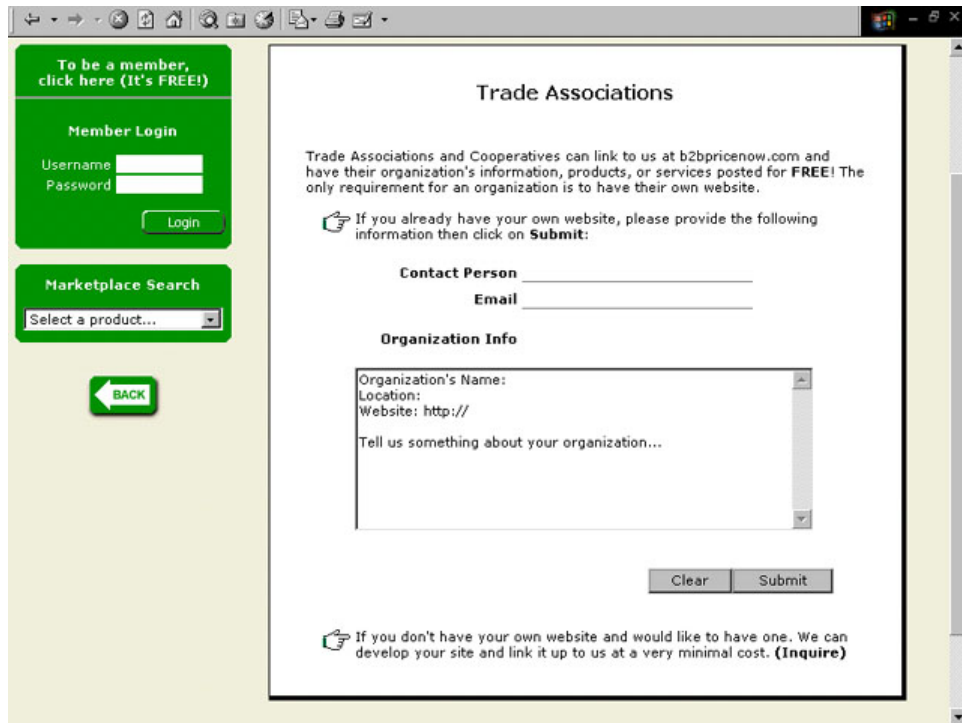 To be a member,
click here (It's FREE!)
Member Login
Username
Password
Login
Marketplace Search
Select a product...
BACK
Trade Associations
Trade Associations and Cooperatives can link to us at b2bpricenow.com and
have their organization's information, products, or services posted for FREE! The
only requirement for an organization is to have their own website.
If you already have your own website, please provide the following
information then click on Submit:
Contact Person
Email
Organization Info
Organization's Name:
Location:
Website: http://
Tell us something about your organization...
Clear
Submit
If you don't have your own website and would like to have one. We can
develop your site and link it up to us at a very minimal cost. (Inquire)